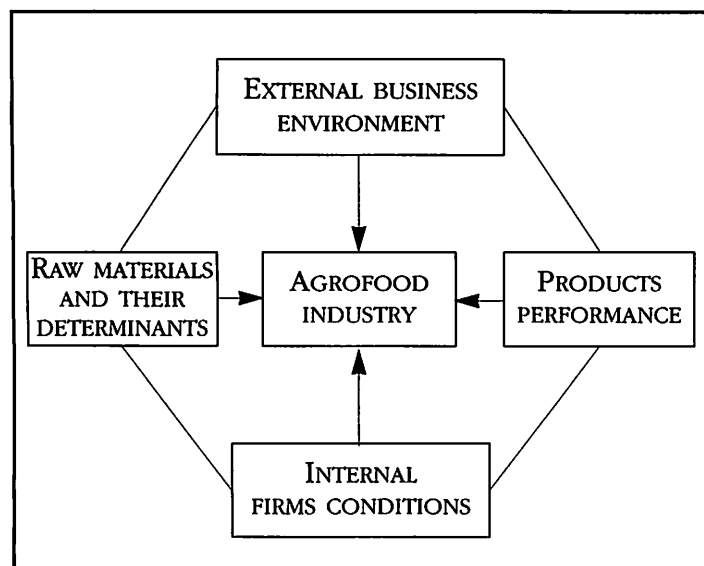 EXTERNAL BUSINESS
ENVIRONMENT
RAW MATERIALS
AND THEIR
DETERMINANTS
AGROFOOD
INDUSTRY
PRODUCTS
PERFORMANCE
INTERNAL
FIRMS CONDITIONS